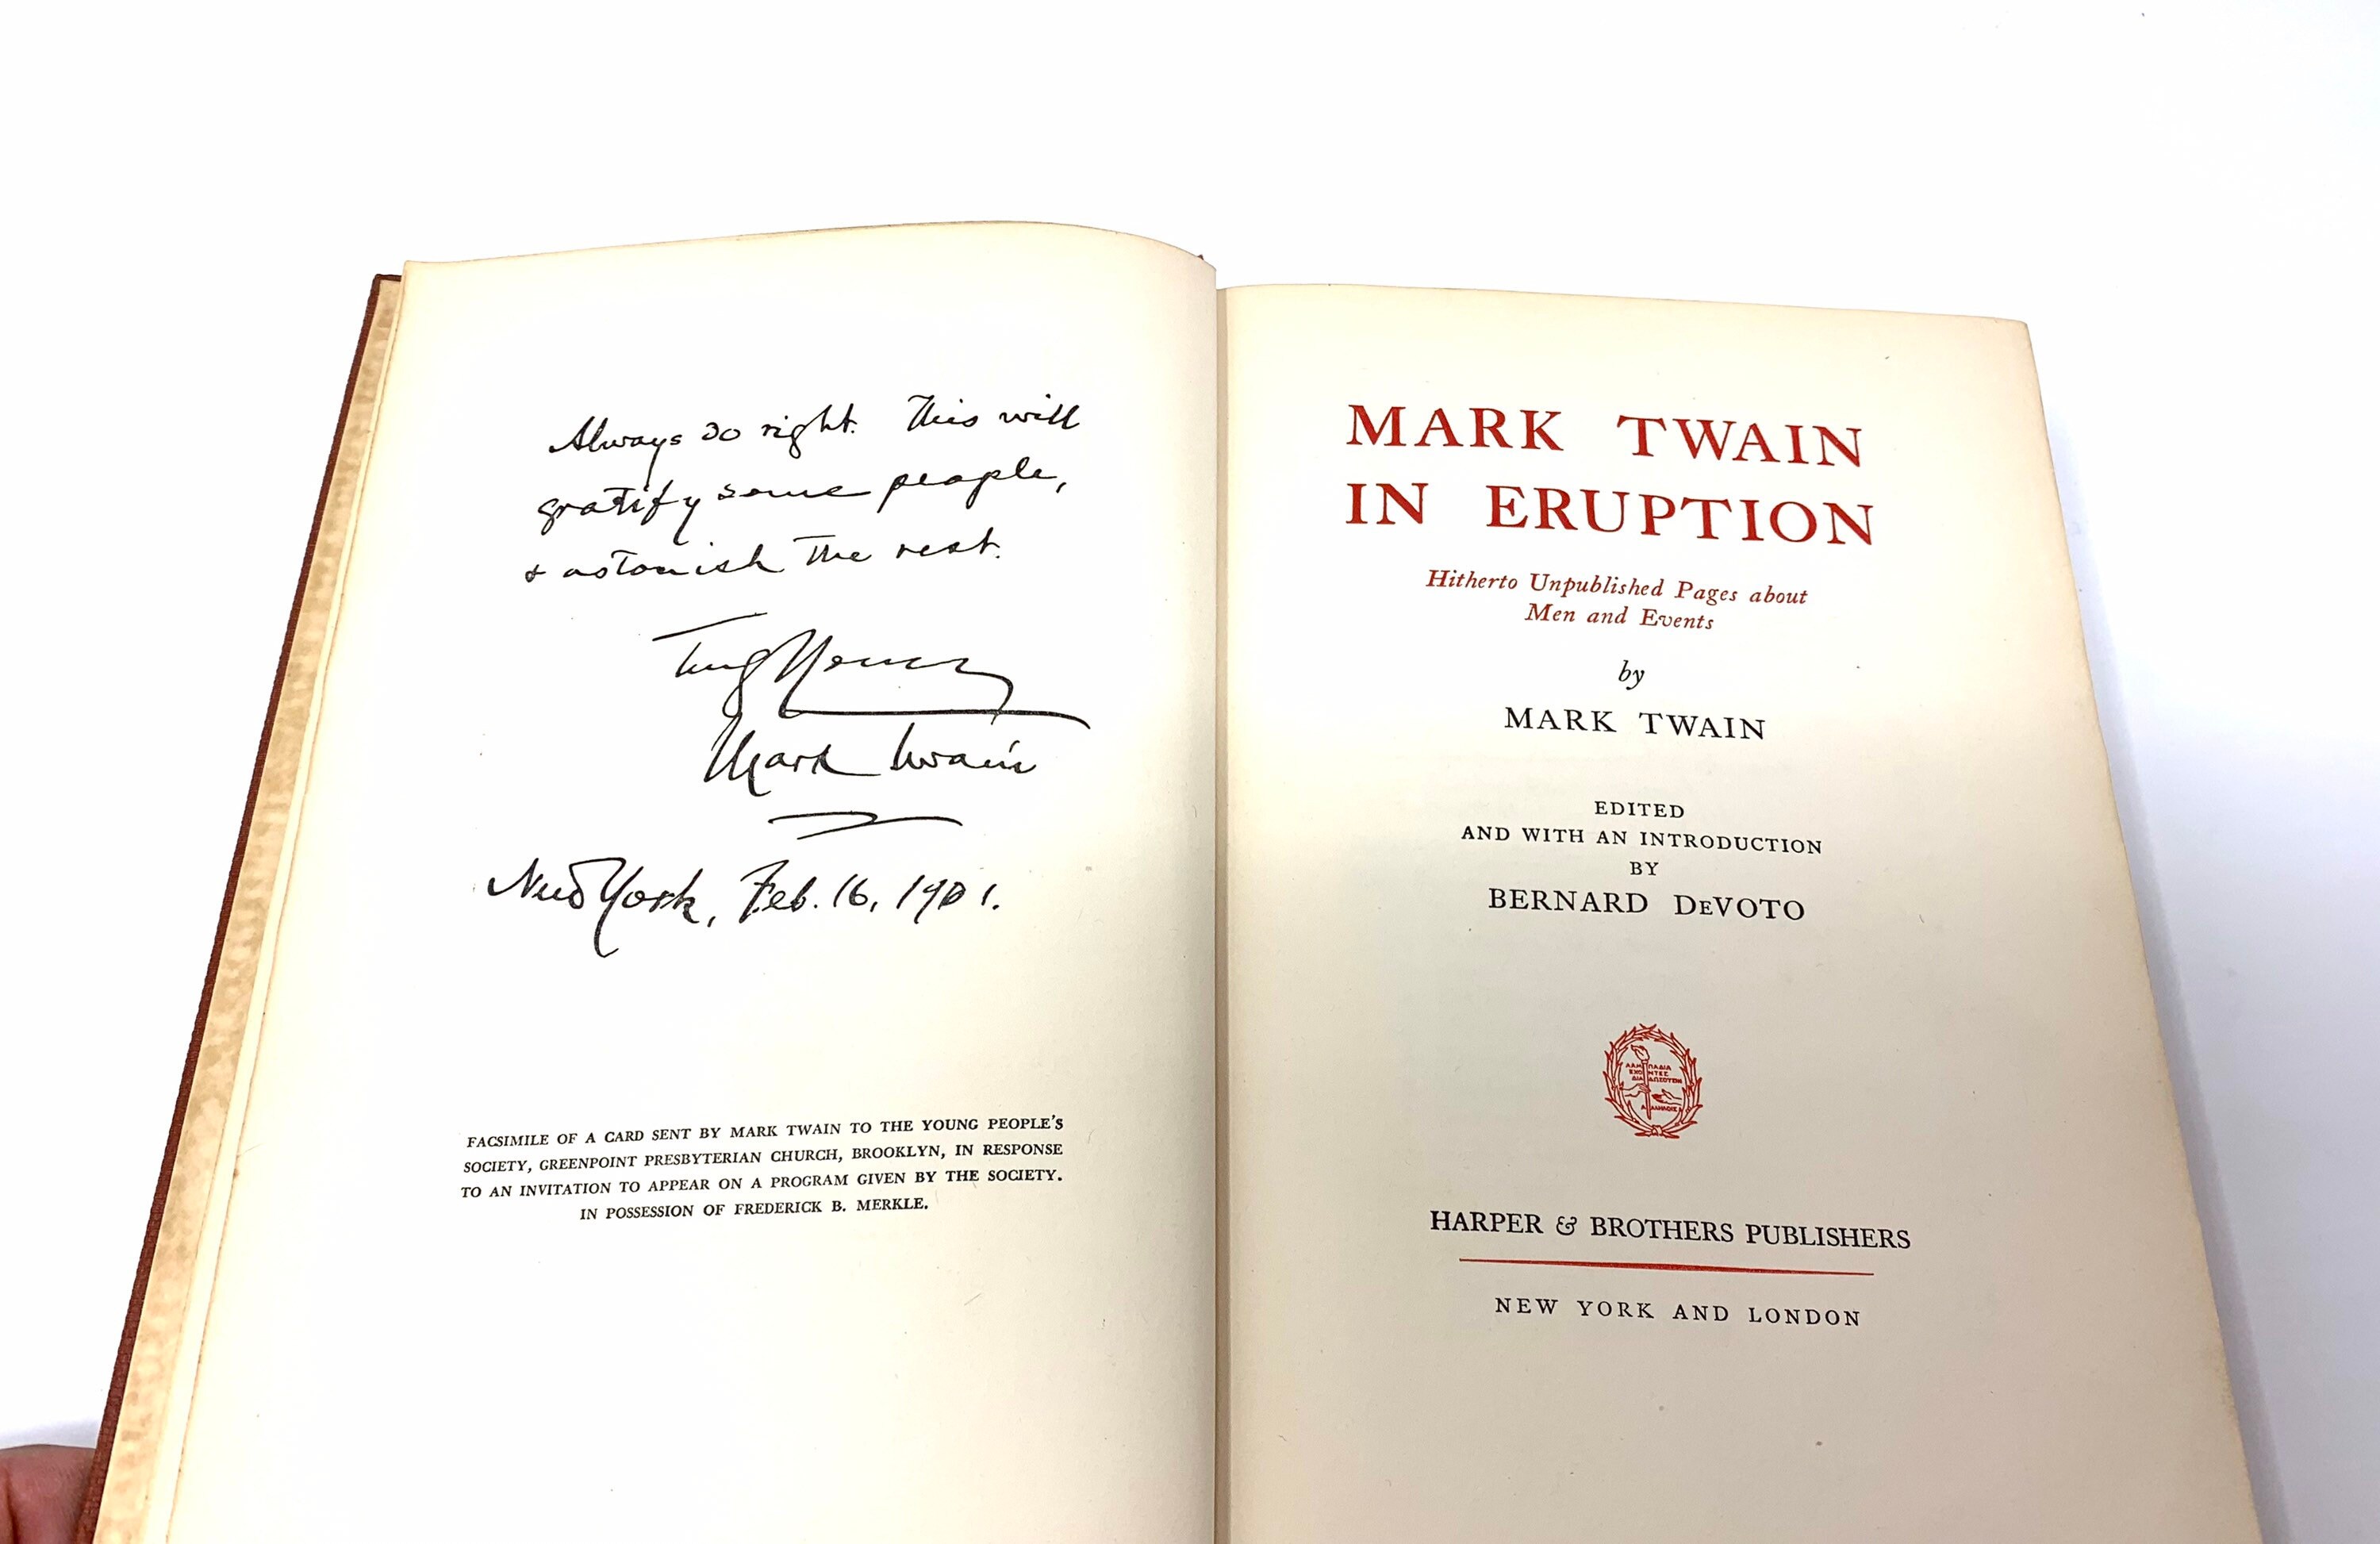 Always do right. This will
gratify some people,
& astonish the rest.
Truly Yours
Mark Twain
New York, Feb. 16, 1901.
FACSIMILE OF A CARD SENT BY MARK TWAIN TO THE YOUNG PEOPLE'S
SOCIETY, GREENPOINT PRESBYTERIAN CHURCH, BROOKLYN, IN RESPONSE
TO AN INVITATION TO APPEAR ON A PROGRAM GIVEN BY THE SOCIETY.
IN POSSESSION OF FREDERICK B. MERKLE.
MARK TWAIN
IN ERUPTION
Hitherto Unpublished Pages about
Men and Events
by
MARK TWAIN
EDITED
AND WITH AN INTRODUCTION
BY
BERNARD DEVOTO
HARPER & BROTHERS PUBLISHERS
NEW YORK AND LONDON